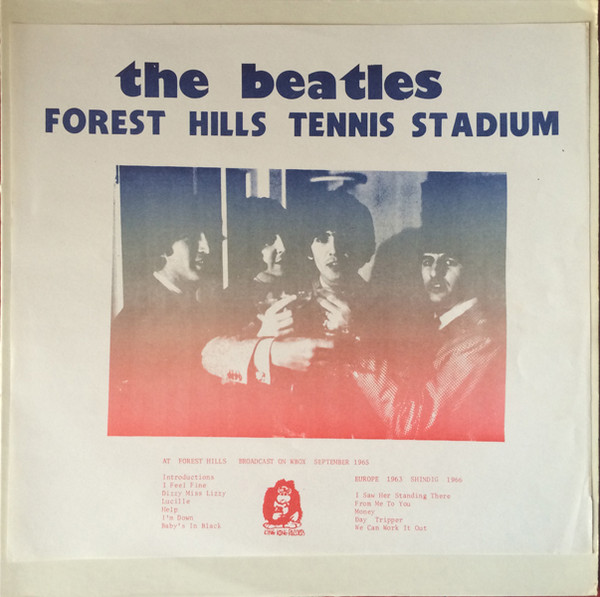 the beatles
FOREST HILLS TENNIS STADIUM
AT FOREST HILLS BROADCAST ON WBOX SEPTEMBER 1965
Introductions
I Feel Fine
Dizzy Miss Lizzy
Lucille
Help
I'm Down
Baby's In Black
EUROPE 1963 SHINDIG 1966
I Saw Her Standing There
From Me To You
Money
Day Tripper
We Can Work It Out